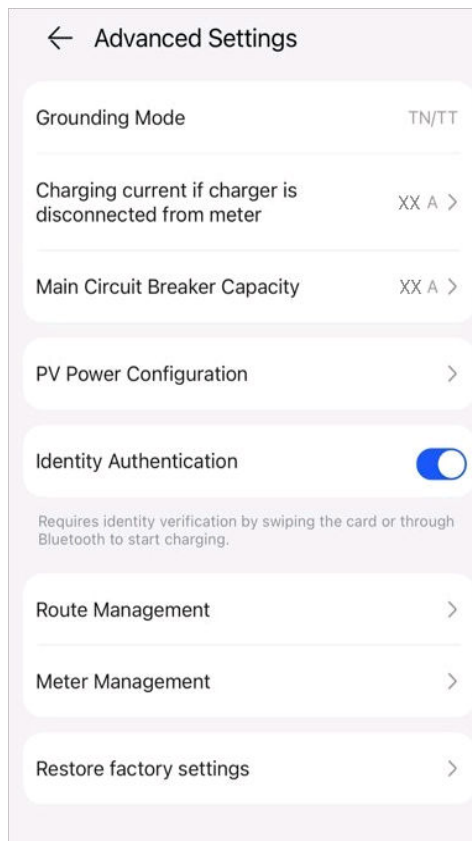 Advanced Settings
Grounding Mode TN/TT
Charging current if charger is
disconnected from meter XX A
Main Circuit Breaker Capacity XX A
PV Power Configuration
Identity Authentication
Requires identity verification by swiping the card or through
Bluetooth to start charging.
Route Management
Meter Management
Restore factory settings